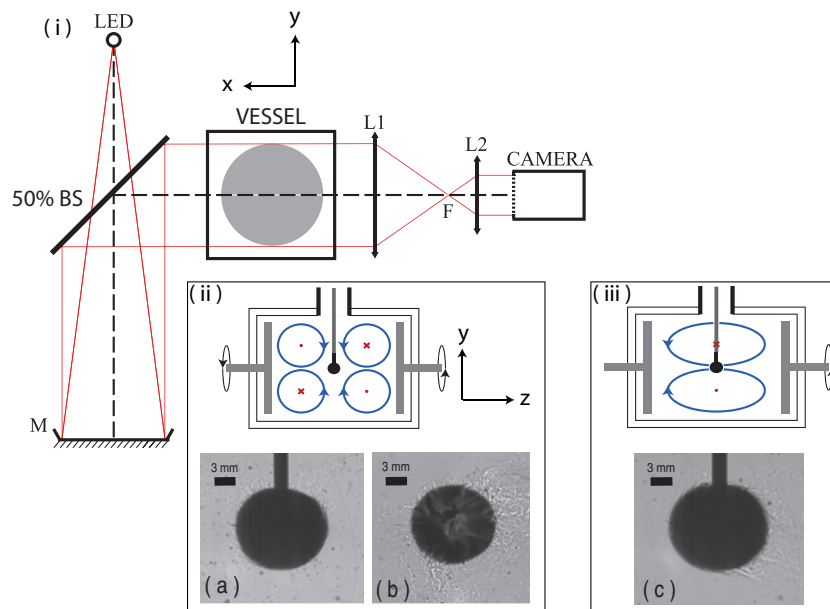 (i)
LED
y
x
VESSEL
L1
L2
CAMERA
50% BS
F
M
(ii)
y
z
3 mm
(a)
3 mm
(b)
(iii)
3 mm
(c)